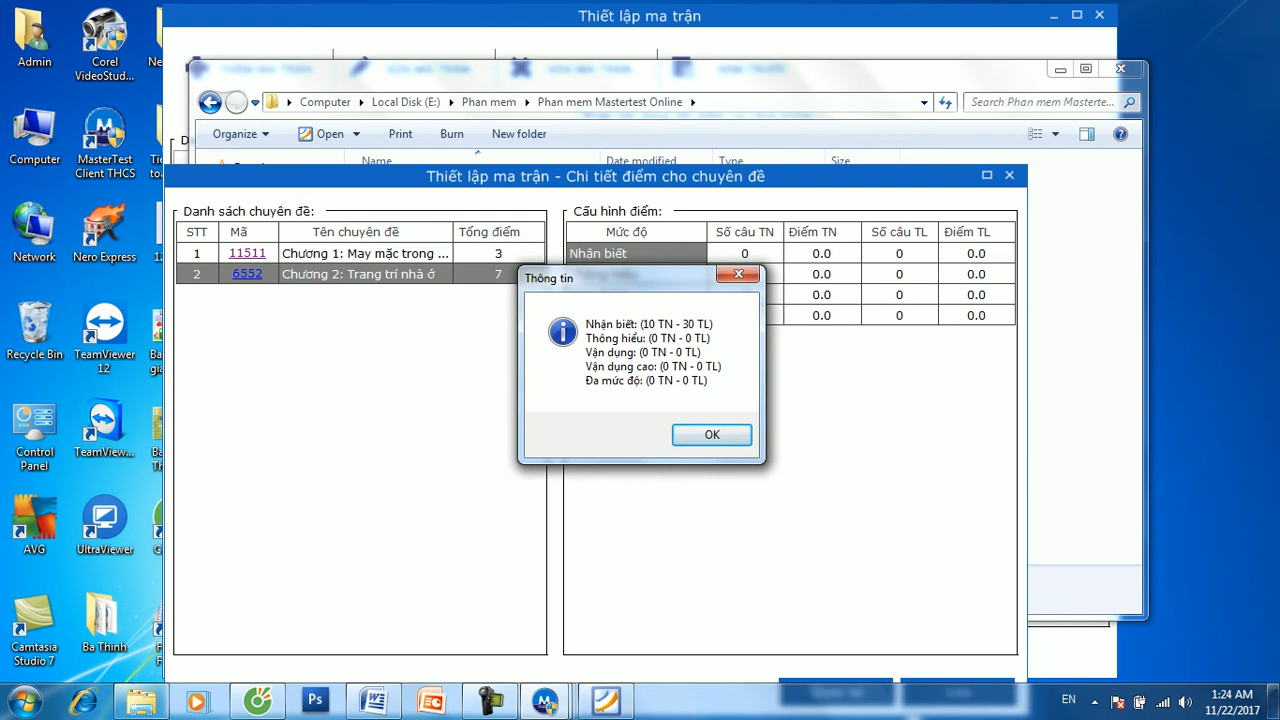 Thiết lập ma trận
Admin
Corel
VideoStud...
Computer
MasterTest
Client THCS
Network
Nero Express
Recycle Bin
TeamViewer
12
Control
Panel
TeamView...
AVG
UltraViewer
Camtasia
Studio 7
Ba Thinh
Computer
Local Disk (E:)
Phan mem
Phan mem Mastertest Online
Search Phan mem Masterte...
Organize
Open
Print
Burn
New folder
Name
Date modified
Type
Size
Thiết lập ma trận - Chi tiết điểm cho chuyên đề
Danh sách chuyên đề:
STT Mã Tên chuyên đề Tổng điểm
1 11511 Chương 1: May mặc trong ... 3
2 6552 Chương 2: Trang trí nhà ở 7
Cấu hình điểm:
Mức độ Số câu TN Điểm TN Số câu TL Điểm TL
Nhận biết 0 0.0 0 0.0
0.0 0 0.0
0.0 0 0.0
0.0 0 0.0
Thông tin
Nhận biết: (10 TN - 30 TL)
Thông hiểu: (0 TN - 0 TL)
Vận dụng: (0 TN - 0 TL)
Vận dụng cao: (0 TN - 0 TL)
Đa mức độ: (0 TN - 0 TL)
OK
EN
1:24 AM
11/22/2017